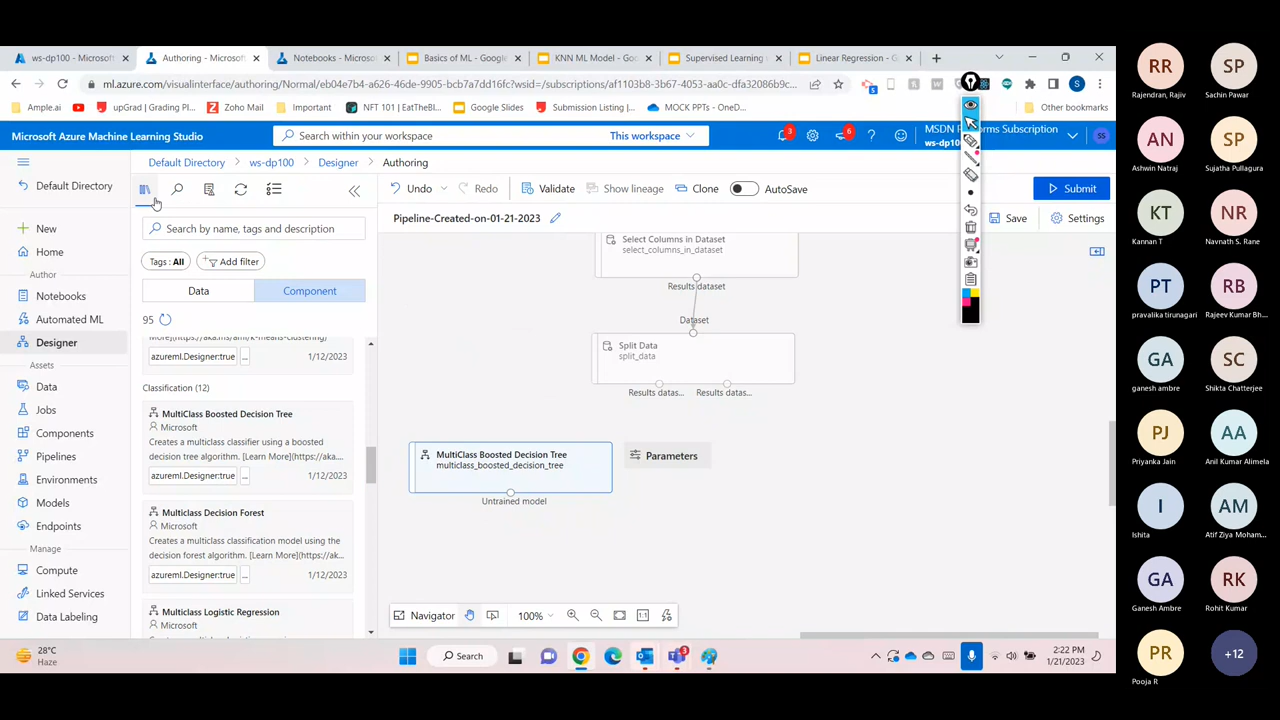 ws-dp100 - Microsoft
Authoring - Microsoft
Notebooks - Microsof
Basics of ML - Google
KNN ML Model - Goo
Supervised Learning
Linear Regression - G
ml.azure.com/visualinterface/authoring/Normal/eb04e7b4-a626-46de-9905-bcb7a7dd16fc?wsid=/subscriptions/af1103b8-3b67-4053-aa0c-dfa32086b9c...
Ample.ai
upGrad | Grading Pl...
Zoho Mail
Important
NFT 101 | EatTheBl...
Google Slides
Submission Listing |...
MOCK PPTs - OneD...
Other bookmarks
Microsoft Azure Machine Learning Studio
Search within your workspace
This workspace
3
6
MSDN Platforms Subscription
ws-dp100
SS
Default Directory
ws-dp100
Designer
Authoring
Default Directory
New
Home
Author
Notebooks
Automated ML
Designer
Assets
Data
Jobs
Components
Pipelines
Environments
Models
Endpoints
Manage
Compute
Linked Services
Data Labeling
Search by name, tags and description
Tags : All
Add filter
Data
Component
95
azureml.Designer:true
...
1/12/2023
Classification (12)
MultiClass Boosted Decision Tree
Microsoft
Creates a multiclass classifier using a boosted
decision tree algorithm. [Learn More](https://aka....
azureml.Designer:true
...
1/12/2023
Multiclass Decision Forest
Microsoft
Creates a multiclass classification model using the
decision forest algorithm. [Learn More](https://ak...
azureml.Designer:true
...
1/12/2023
Multiclass Logistic Regression
Microsoft
Undo
Redo
Validate
Show lineage
Clone
AutoSave
Submit
Pipeline-Created-on-01-21-2023
Save
Settings
Select Columns in Dataset
select_columns_in_dataset
Results dataset
Dataset
Split Data
split_data
Results datas...
Results datas...
MultiClass Boosted Decision Tree
multiclass_boosted_decision_tree
Parameters
Untrained model
Navigator
100%
1:1
28°C
Haze
Search
3
2:22 PM
1/21/2023
RR
Rajendran, Rajiv
SP
Sachin Pawar
AN
Ashwin Natraj
SP
Sujatha Pullagura
KT
Kannan T
NR
Navnath S. Rane
PT
pravalika tirunagari
RB
Rajeev Kumar Bh...
GA
ganesh ambre
SC
Shikta Chatterjee
PJ
Priyanka Jain
AA
Anil Kumar Alimela
I
Ishita
AM
Atif Ziya Moham...
GA
Ganesh Ambre
RK
Rohit Kumar
PR
Pooja R
+12